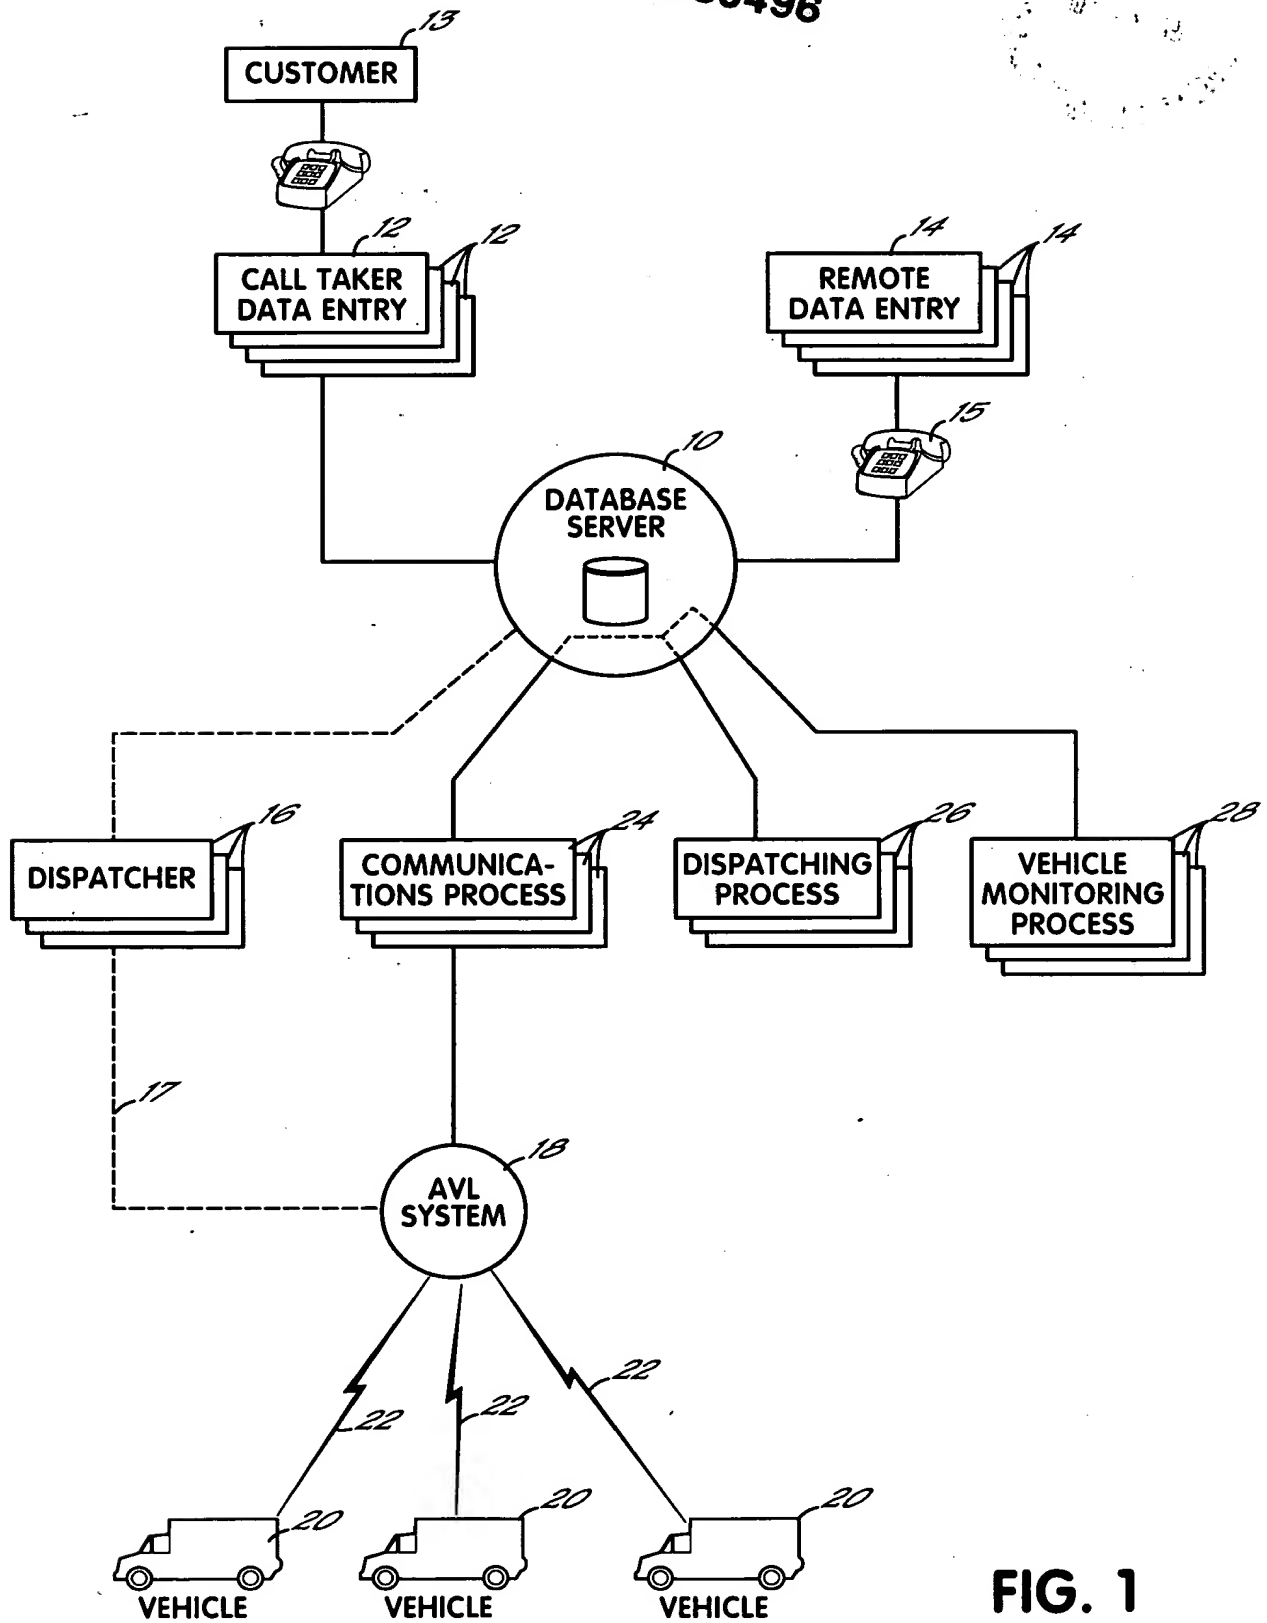 13
CUSTOMER
12
12
CALL TAKER
DATA ENTRY
14
14
REMOTE
DATA ENTRY
15
10
DATABASE
SERVER
16
DISPATCHER
24
COMMUNICA-
TIONS PROCESS
26
DISPATCHING
PROCESS
28
VEHICLE
MONITORING
PROCESS
17
18
AVL
SYSTEM
22
22
22
20
20
20
VEHICLE
VEHICLE
VEHICLE
FIG. 1